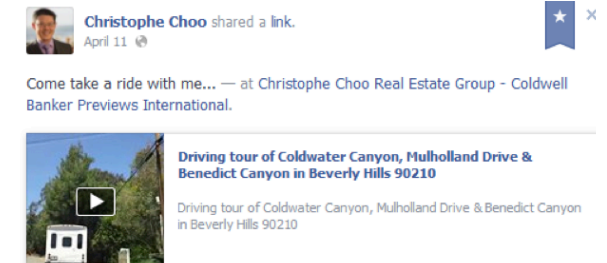 Christophe Choo shared a link.
April 11
Come take a ride with me... — at Christophe Choo Real Estate Group - Coldwell
Banker Previews International.
Driving tour of Coldwater Canyon, Mulholland Drive &
Benedict Canyon in Beverly Hills 90210
Driving tour of Coldwater Canyon, Mulholland Drive & Benedict Canyon
in Beverly Hills 90210